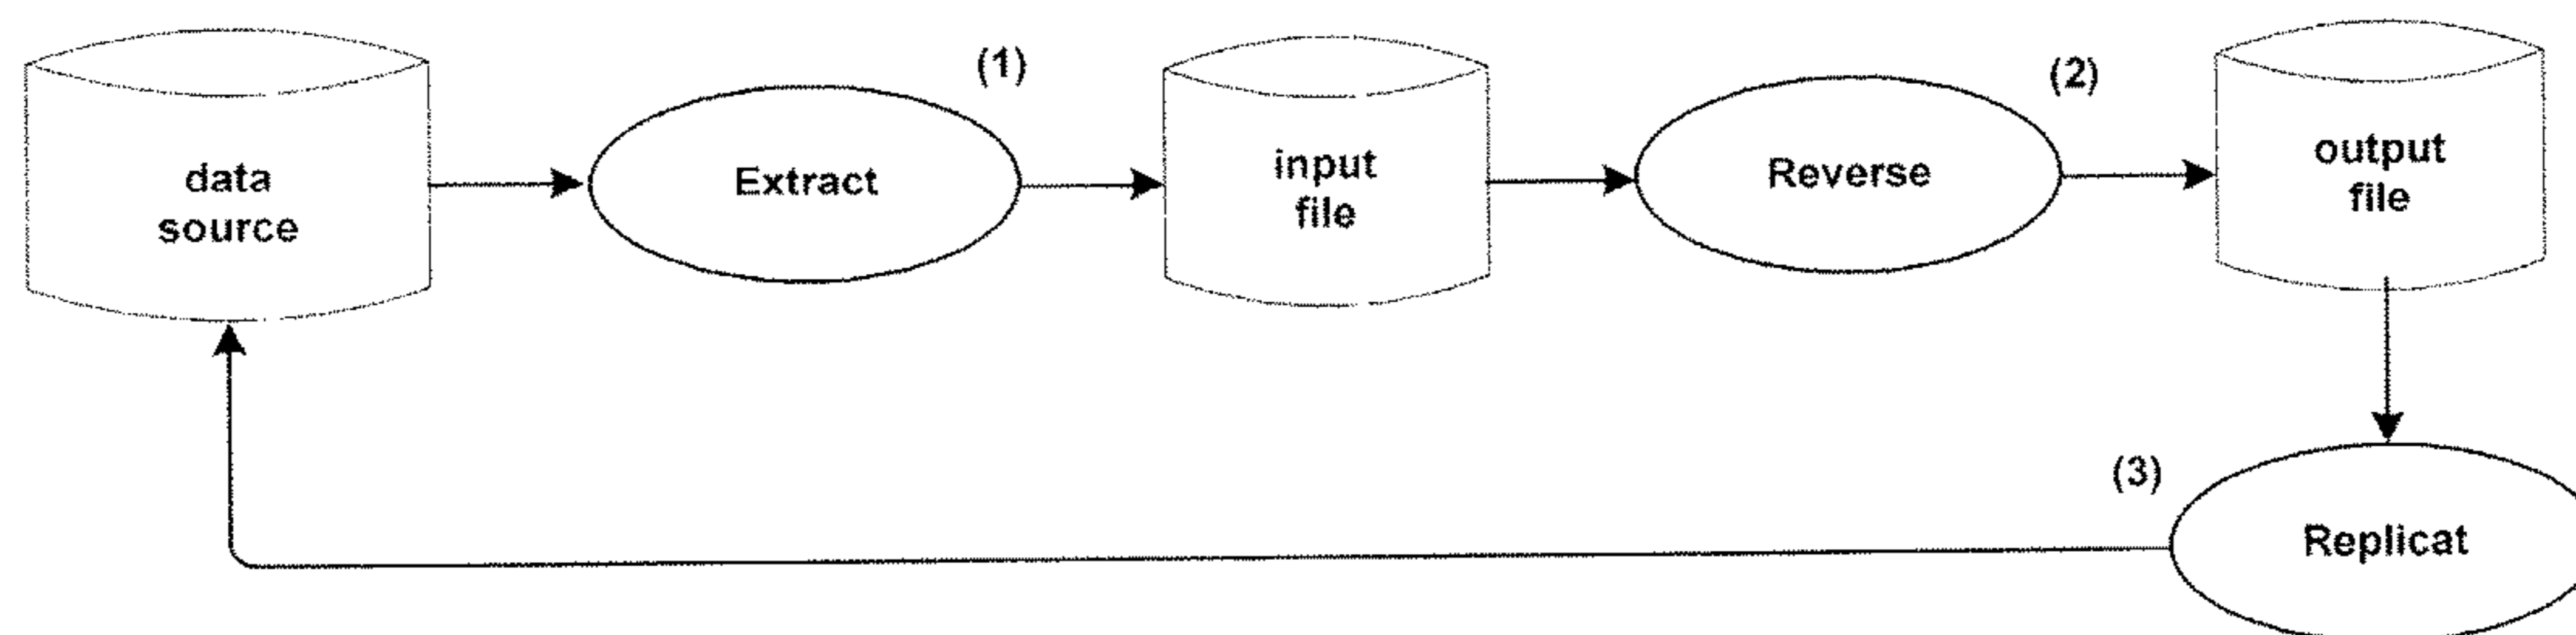 data
source
Extract
(1)
input
file
Reverse
(2)
output
file
(3)
Replicat